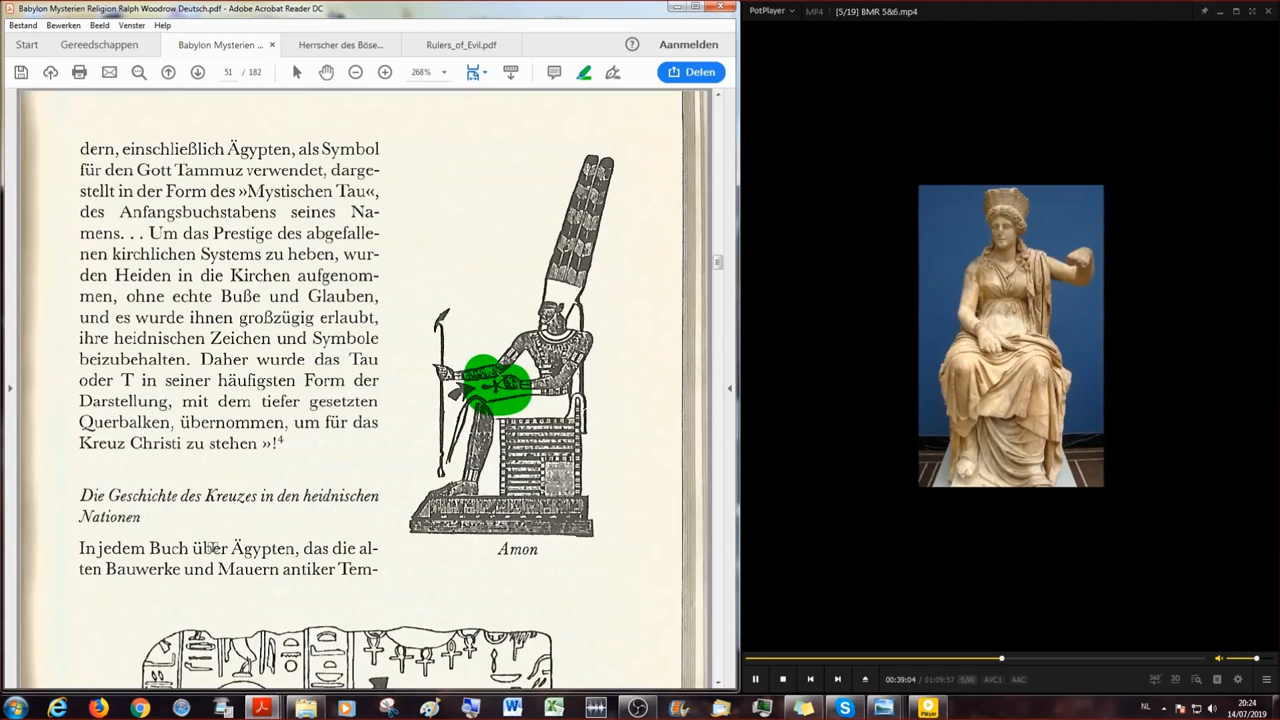 Babylon Mysterien Religion Ralph Woodrow Deutsch.pdf - Adobe Acrobat Reader DC
Bestand Bewerken Beeld Venster Help
Start Gereedschappen Babylon Mysterien ... × Herrscher des Böse... Rulers_of_Evil.pdf Aanmelden
51 / 182 268% Delen
dern, einschließlich Ägypten, als Symbol
für den Gott Tammuz verwendet, darge-
stellt in der Form des »Mystischen Tau«,
des Anfangsbuchstabens seines Na-
mens. . . Um das Prestige des abgefalle-
nen kirchlichen Systems zu heben, wur-
den Heiden in die Kirchen aufgenom-
men, ohne echte Buße und Glauben,
und es wurde ihnen großzügig erlaubt,
ihre heidnischen Zeichen und Symbole
beizubehalten. Daher wurde das Tau
oder T in seiner häufigsten Form der
Darstellung, mit dem tiefer gesetzten
Querbalken, übernommen, um für das
Kreuz Christi zu stehen »!⁴
Die Geschichte des Kreuzes in den heidnischen
Nationen
In jedem Buch über Ägypten, das die al-
ten Bauwerke und Mauern antiker Tem-
Amon
PotPlayer MP4 [5/19] BMR 5&6.mp4
00:39:04 / 01:09:57 S/W AVC1 AAC
360° 3D
NL 20:24
14/07/2019